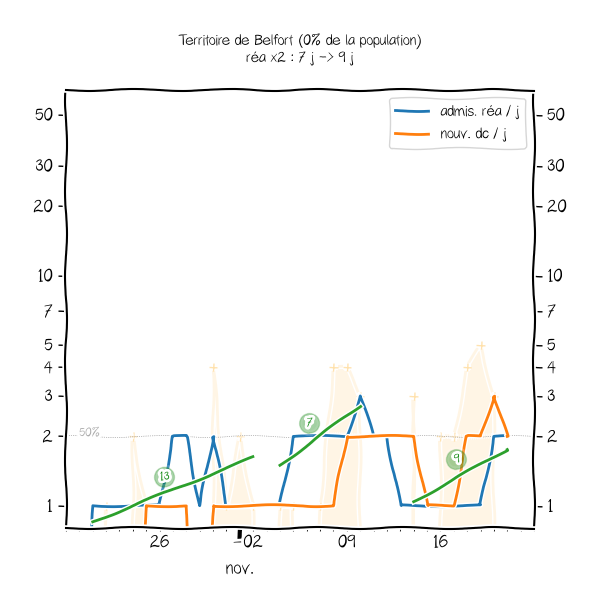 Territoire de Belfort (0% de la population)
réa x2 : 7 j -> 9 j
admis. réa / j
nouv. dc / j
50 50
30 30
20 20
10 10
7 7
5 5
4 4
3 3
2 50% 2
1 1
7
9
13
26 02 09 16
nov.